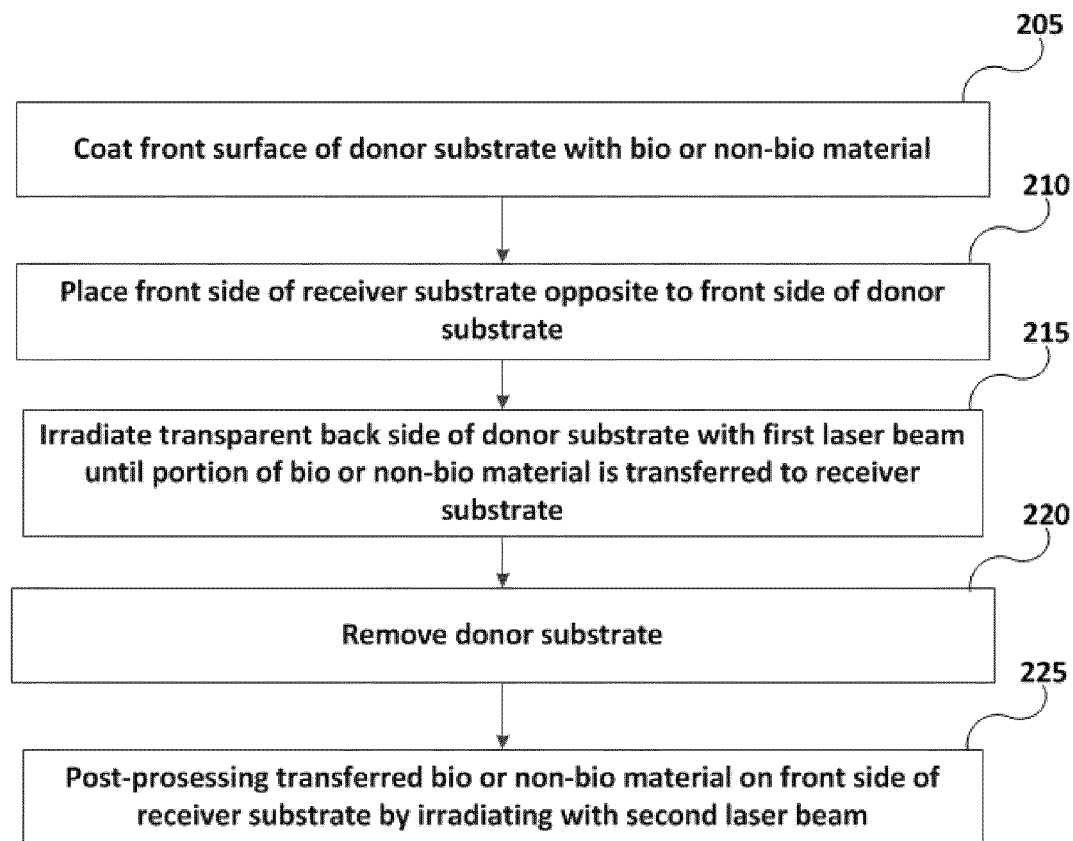 205
Coat front surface of donor substrate with bio or non-bio material
210
Place front side of receiver substrate opposite to front side of donor
substrate
215
Irradiate transparent back side of donor substrate with first laser beam
until portion of bio or non-bio material is transferred to receiver
substrate
220
Remove donor substrate
225
Post-prosessing transferred bio or non-bio material on front side of
receiver substrate by irradiating with second laser beam